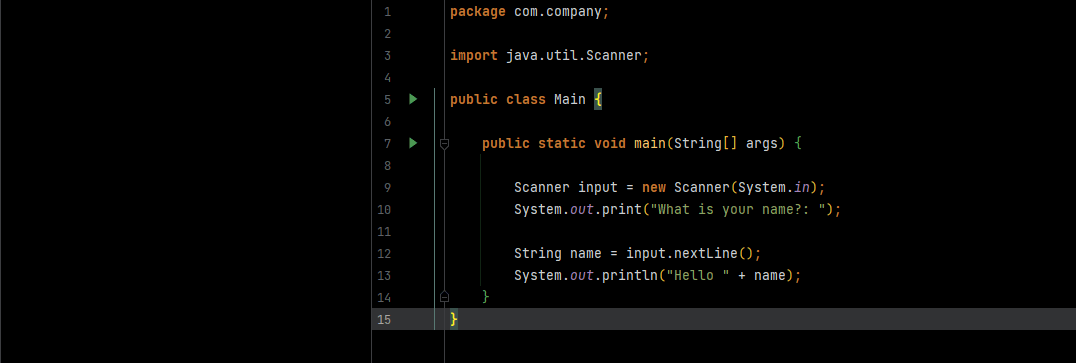 1 package com.company;
2
3 import java.util.Scanner;
4
5 public class Main {
6
7 public static void main(String[] args) {
8
9 Scanner input = new Scanner(System.in);
10 System.out.print("What is your name?: ");
11
12 String name = input.nextLine();
13 System.out.println("Hello " + name);
14 }
15 }